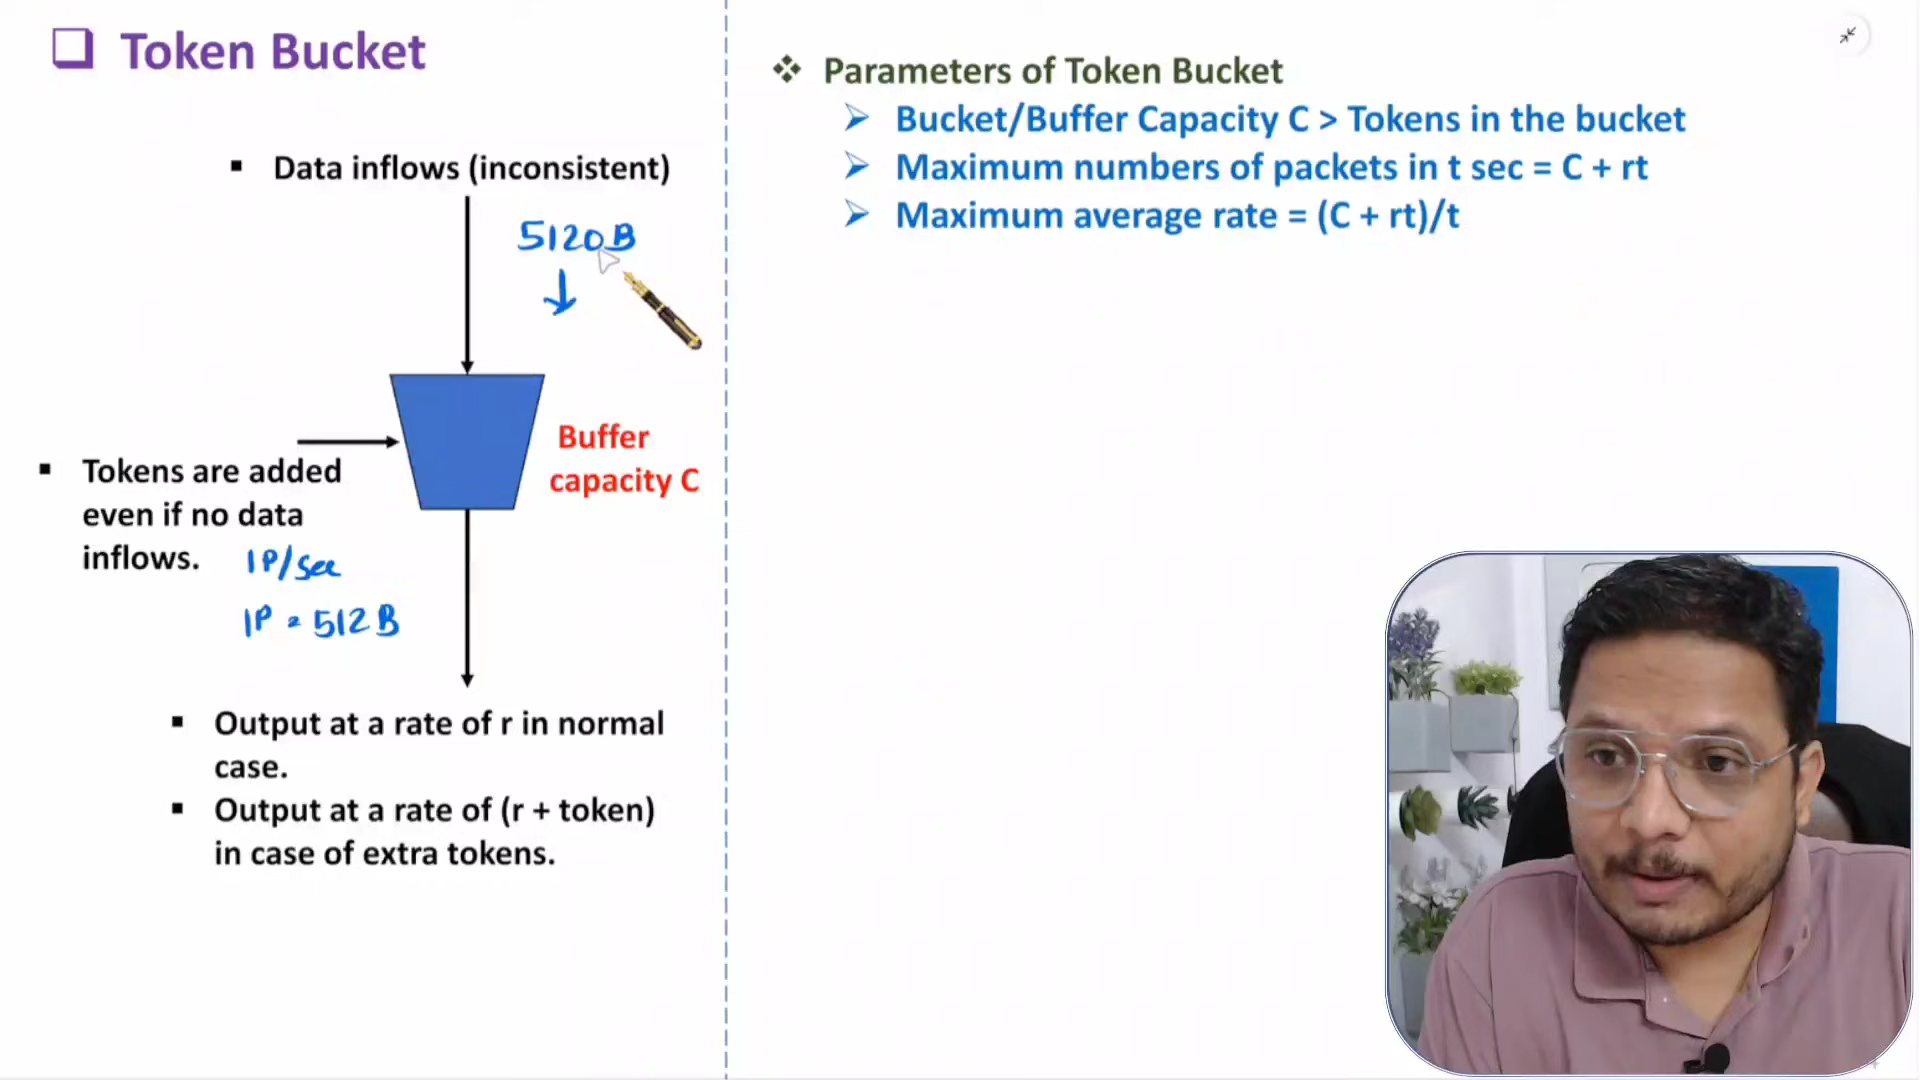 Token Bucket
Data inflows (inconsistent)
5120B
Buffer
capacity C
Tokens are added
even if no data
inflows.
1P/sec
1P = 512 B
Output at a rate of r in normal
case.
Output at a rate of (r + token)
in case of extra tokens.
Parameters of Token Bucket
Bucket/Buffer Capacity C > Tokens in the bucket
Maximum numbers of packets in t sec = C + rt
Maximum average rate = (C + rt)/t